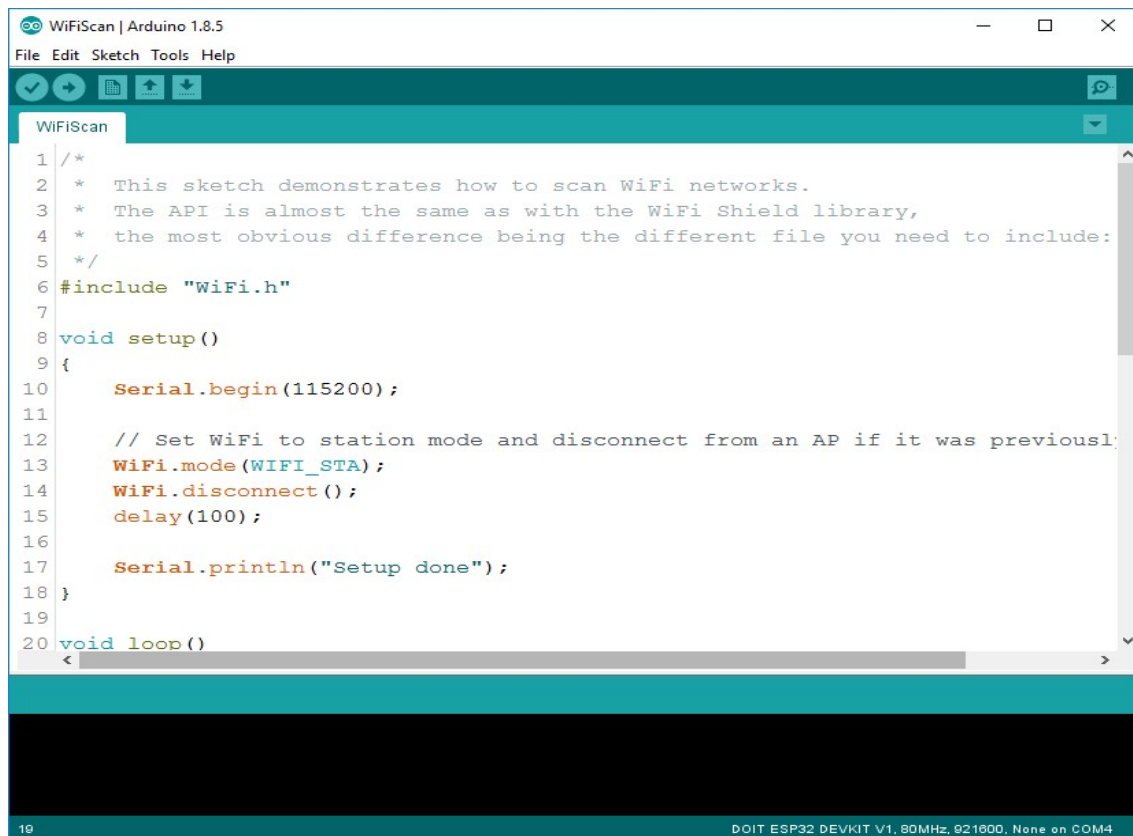 WiFiScan | Arduino 1.8.5
File Edit Sketch Tools Help
WiFiScan
1 /*
2  *  This sketch demonstrates how to scan WiFi networks.
3  *  The API is almost the same as with the WiFi Shield library,
4  *  the most obvious difference being the different file you need to include:
5  */
6 #include "WiFi.h"
7
8 void setup()
9 {
10     Serial.begin(115200);
11
12     // Set WiFi to station mode and disconnect from an AP if it was previousl
13     WiFi.mode(WIFI_STA);
14     WiFi.disconnect();
15     delay(100);
16
17     Serial.println("Setup done");
18 }
19
20 void loop()
19
DOIT ESP32 DEVKIT V1, 80MHz, 921600, None on COM4